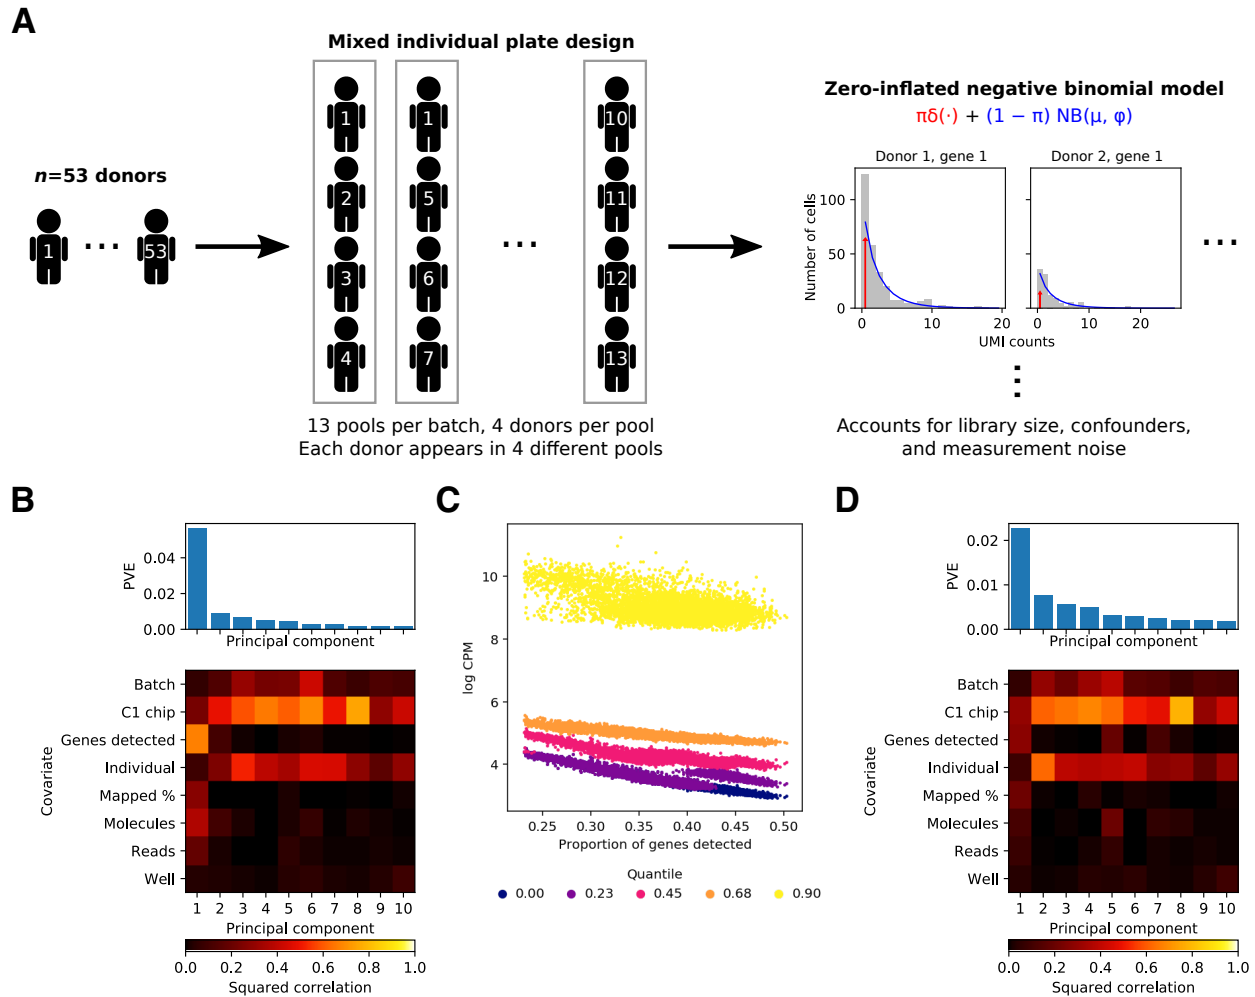 A
Mixed individual plate design
n=53 donors
1 ... 53
1
2
3
4
1
5
6
7
...
10
11
12
13
13 pools per batch, 4 donors per pool
Each donor appears in 4 different pools
Zero-inflated negative binomial model
πδ(·) + (1 − π) NB(μ, φ)
Donor 1, gene 1
Donor 2, gene 1
Number of cells
100
50
0
0 10 20
0 10 20
UMI counts
...
Accounts for library size, confounders,
and measurement noise
B
PVE
0.04
0.02
0.00
Principal component
Covariate
Batch
C1 chip
Genes detected
Individual
Mapped %
Molecules
Reads
Well
1 2 3 4 5 6 7 8 9 10
Principal component
0.0 0.2 0.4 0.6 0.8 1.0
Squared correlation
C
log CPM
10
8
6
4
0.25 0.30 0.35 0.40 0.45 0.50
Proportion of genes detected
Quantile
0.00 0.23 0.45 0.68 0.90
D
PVE
0.02
0.01
0.00
Principal component
Covariate
Batch
C1 chip
Genes detected
Individual
Mapped %
Molecules
Reads
Well
1 2 3 4 5 6 7 8 9 10
Principal component
0.0 0.2 0.4 0.6 0.8 1.0
Squared correlation